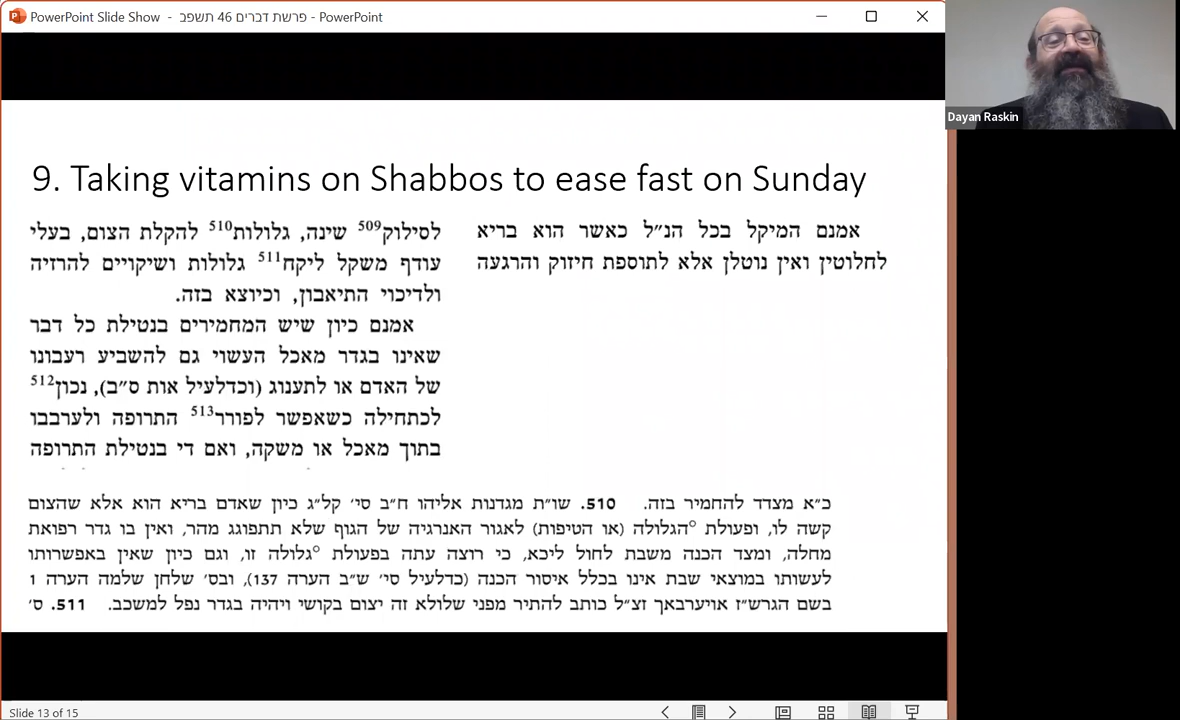 PowerPoint Slide Show - פרשת דברים 46 תשפב - PowerPoint
Dayan Raskin
9. Taking vitamins on Shabbos to ease fast on Sunday
אמנם המיקל בכל הנ״ל כאשר הוא בריא
לחלוטין ואין נוטלן אלא לתוספת חיזוק והרגעה
לסילוק509 שינה, גלולות510 להקלת הצום, בעלי
עודף משקל ליקח511 גלולות ושיקויים להרזיה
ולדיכוי התיאבון, וכיוצא בזה.
אמנם כיון שיש המחמירים בנטילת כל דבר
שאינו בגדר מאכל העשוי גם להשביע רעבונו
של האדם או לתענוג (וכדלעיל אות ס״ב), נכון512
לכתחילה כשאפשר לפורר513 התרופה ולערבבו
בתוך מאכל או משקה, ואם די בנטילת התרופה
כ״א מצדד להחמיר בזה. 510. שו״ת מגדנות אליהו ח״ב סי׳ קל״ג כיון שאדם בריא הוא אלא שהצום
קשה לו, ופעולת °הגלולה (או הטיפות) לאגור האנרגיה של הגוף שלא תתפוגג מהר, ואין בו גדר רפואת
מחלה, ומצד הכנה משבת לחול ליכא, כי רוצה עתה בפעולת °גלולה זו, וגם כיון שאין באפשרותו
לעשותו במוצאי שבת אינו בכלל איסור הכנה (כדלעיל סי׳ ש״ב הערה 137), ובס׳ שלחן שלמה הערה 1
בשם הגרש״ז אויערבאך זצ״ל כותב להתיר מפני שלולא זה יצום בקושי ויהיה בגדר נפל למשכב. 511. ס׳
Slide 13 of 15